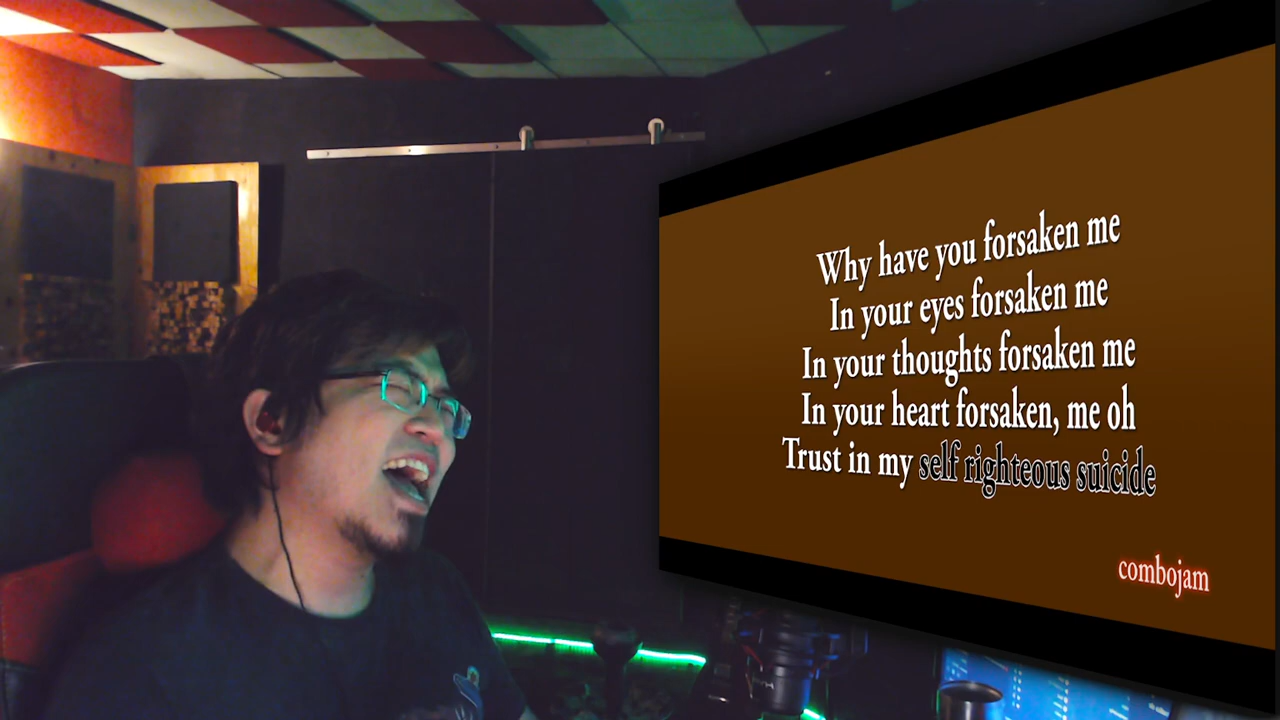 Why have you forsaken me
In your eyes forsaken me
In your thoughts forsaken me
In your heart forsaken, me oh
Trust in my self righteous suicide
combojam